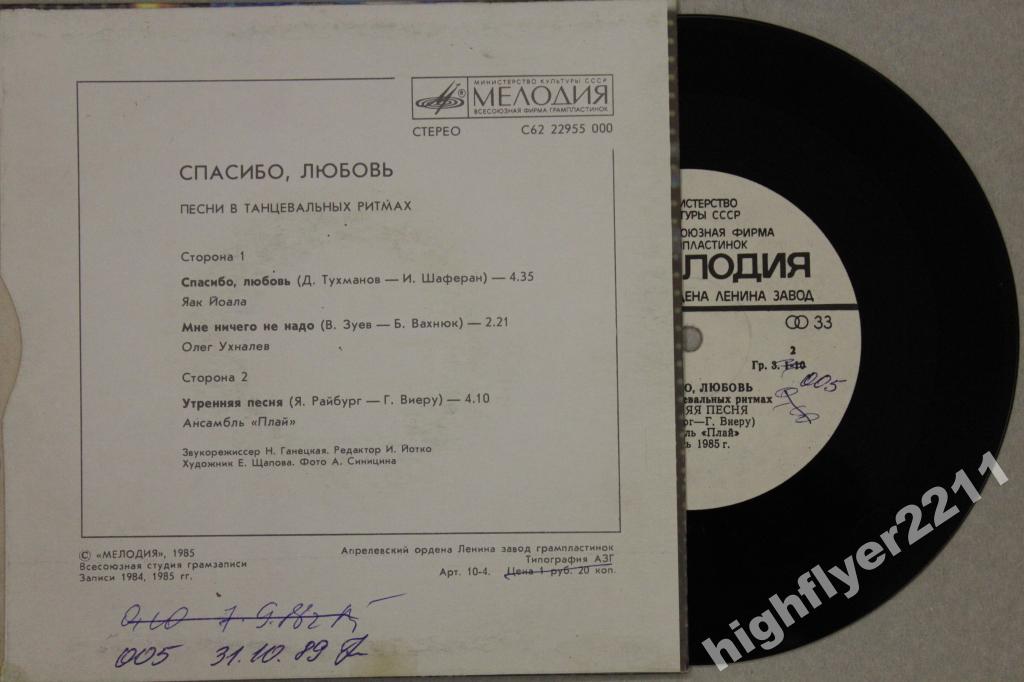 МИНИСТЕРСТВО КУЛЬТУРЫ СССР
МЕЛОДИЯ
ВСЕСОЮЗНАЯ ФИРМА ГРАМПЛАСТИНОК
СТЕРЕО С62 22955 000
СПАСИБО, ЛЮБОВЬ
ПЕСНИ В ТАНЦЕВАЛЬНЫХ РИТМАХ
Сторона 1
Спасибо, любовь (Д. Тухманов — И. Шаферан) — 4.35
Яак Йоала
Мне ничего не надо (В. Зуев — Б. Вахнюк) — 2.21
Олег Ухналев
Сторона 2
Утренняя песня (Я. Райбург — Г. Виеру) — 4.10
Ансамбль «Плай»
Звукорежиссер Н. Ганецкая. Редактор И. Йотко
Художник Е. Щапова. Фото А. Синицина
© «МЕЛОДИЯ», 1985
Всесоюзная студия грамзаписи
Записи 1984, 1985 гг.
Апрелевский ордена Ленина завод грампластинок
Типография АЗГ
Арт. 10-4. Цена 1 руб. 20 коп.
005 31.10.89
ИСТЕРСТВО
ТУРЫ СССР
ОЮЗНАЯ ФИРМА
ПЛАСТИНОК
ЛОДИЯ
ЕНА ЛЕНИНА ЗАВОД
33
2
Гр. 3. 1-10
005
О, ЛЮБОВЬ
евальных ритмах
ЯЯ ПЕСНЯ
рг—Г. Виеру)
ль «Плай»
ь 1985 г.
highflyer2211